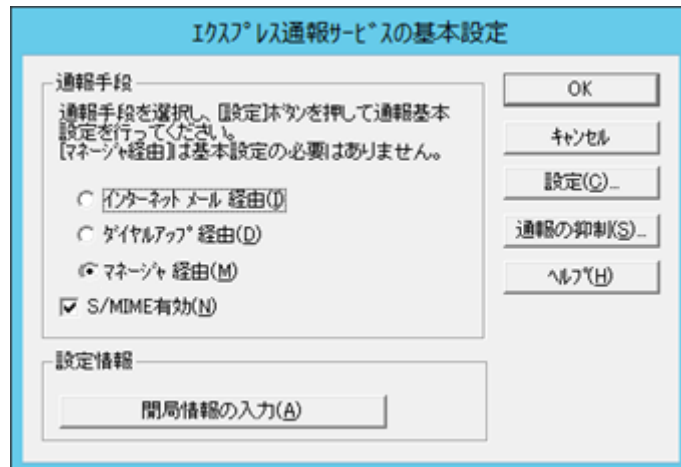 ｴｸｽﾌﾟﾚｽ通報ｻｰﾋﾞｽの基本設定
通報手段
通報手段を選択し、[設定]ﾎﾞﾀﾝを押して通報基本
設定を行ってください。
[ﾏﾈｰｼﾞｬ経由]は基本設定の必要はありません。
ｲﾝﾀｰﾈｯﾄ ﾒｰﾙ 経由(I)
ﾀﾞｲﾔﾙｱｯﾌﾟ 経由(D)
ﾏﾈｰｼﾞｬ 経由(M)
S/MIME有効(N)
設定情報
開局情報の入力(A)
OK
ｷｬﾝｾﾙ
設定(C)...
通報の抑制(S)...
ﾍﾙﾌﾟ(H)